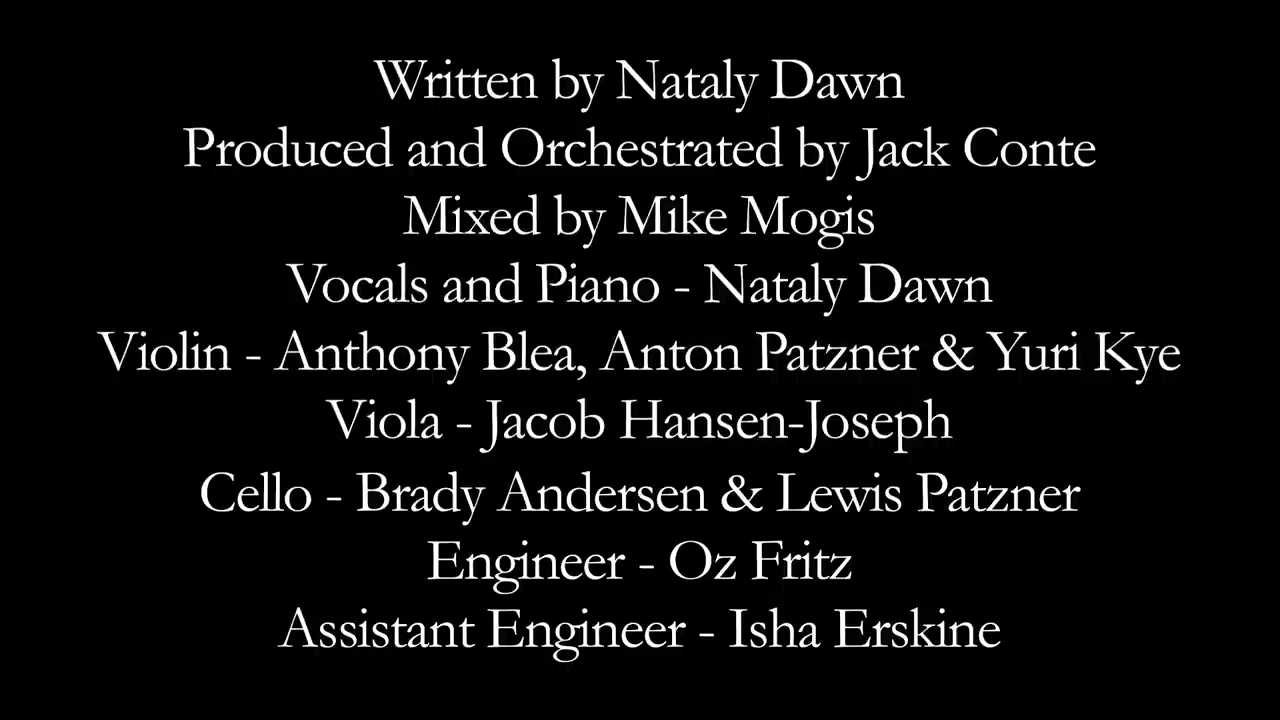 Written by Nataly Dawn
Produced and Orchestrated by Jack Conte
Mixed by Mike Mogis
Vocals and Piano - Nataly Dawn
Violin - Anthony Blea, Anton Patzner & Yuri Kye
Viola - Jacob Hansen-Joseph
Cello - Brady Andersen & Lewis Patzner
Engineer - Oz Fritz
Assistant Engineer - Isha Erskine